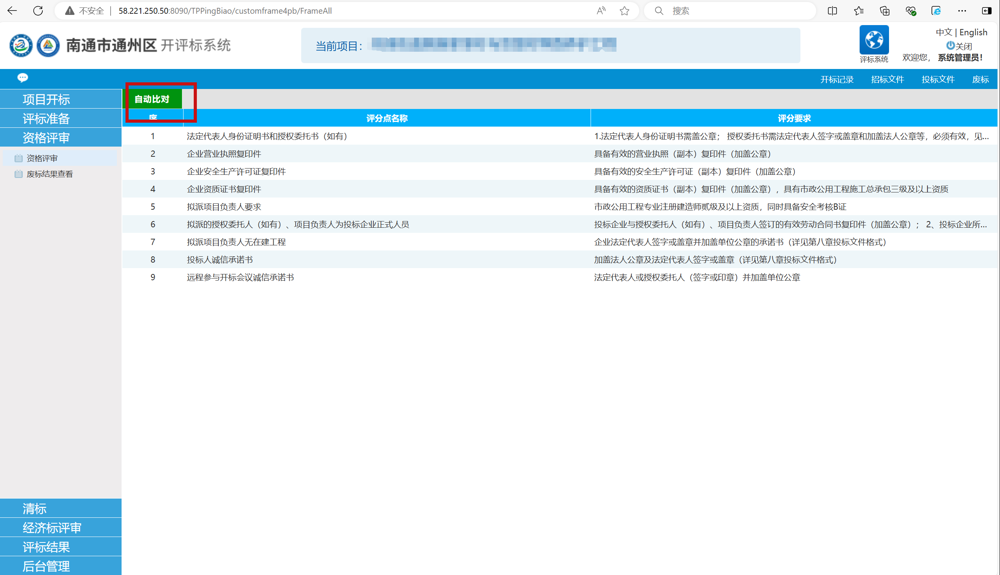 不安全 58.221.250.50:8090/TPPingBiao/customframe4pb/FrameAll 搜索
南通市通州区 开评标系统
当前项目：
评标系统
中文 | English
关闭
欢迎您， 系统管理员！
开标记录 招标文件 投标文件 废标
项目开标
评标准备
资格评审
资格评审
废标结果查看
清标
经济标评审
评标结果
后台管理
自动比对
序 评分点名称 评分要求
1 法定代表人身份证明书和授权委托书（如有） 1.法定代表人身份证明书需盖公章； 授权委托书需法定代表人签字或盖章和加盖法人公章等，必须有效，见...
2 企业营业执照复印件 具备有效的营业执照（副本）复印件（加盖公章）
3 企业安全生产许可证复印件 具备有效的安全生产许可证（副本）复印件（加盖公章）
4 企业资质证书复印件 具备有效的资质证书（副本）复印件（加盖公章），具有市政公用工程施工总承包三级及以上资质
5 拟派项目负责人要求 市政公用工程专业注册建造师贰级及以上资质，同时具备安全考核B证
6 拟派的授权委托人（如有）、项目负责人为投标企业正式人员 投标企业与授权委托人（如有）、项目负责人签订的有效劳动合同书复印件（加盖公章）； 2、投标企业所...
7 拟派项目负责人无在建工程 企业法定代表人签字或盖章并加盖单位公章的承诺书（详见第八章投标文件格式）
8 投标人诚信承诺书 加盖法人公章及法定代表人签字或盖章（详见第八章投标文件格式）
9 远程参与开标会议诚信承诺书 法定代表人或授权委托人（签字或印章）并加盖单位公章